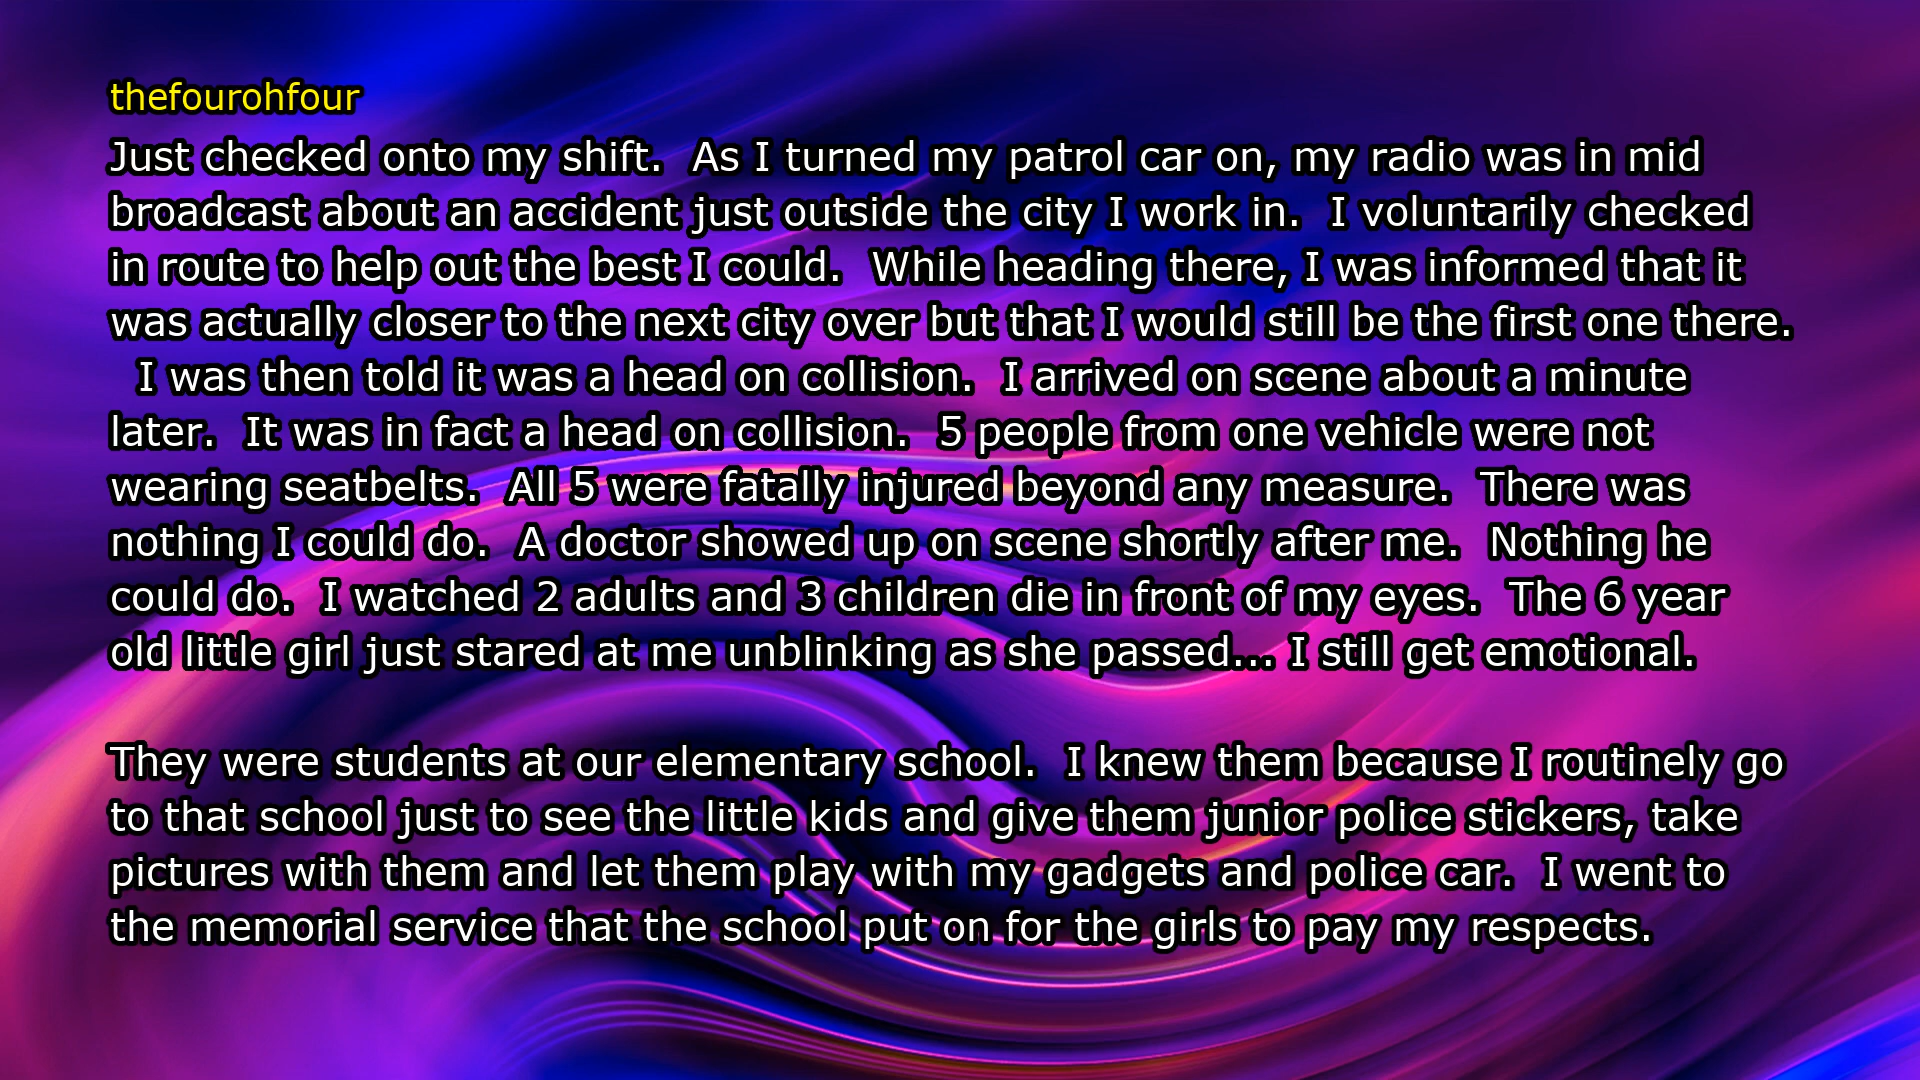 thefourohfour
Just checked onto my shift.  As I turned my patrol car on, my radio was in mid
broadcast about an accident just outside the city I work in.  I voluntarily checked
in route to help out the best I could.  While heading there, I was informed that it
was actually closer to the next city over but that I would still be the first one there.
I was then told it was a head on collision.  I arrived on scene about a minute
later.  It was in fact a head on collision.  5 people from one vehicle were not
wearing seatbelts.  All 5 were fatally injured beyond any measure.  There was
nothing I could do.  A doctor showed up on scene shortly after me.  Nothing he
could do.  I watched 2 adults and 3 children die in front of my eyes.  The 6 year
old little girl just stared at me unblinking as she passed... I still get emotional.
They were students at our elementary school.  I knew them because I routinely go
to that school just to see the little kids and give them junior police stickers, take
pictures with them and let them play with my gadgets and police car.  I went to
the memorial service that the school put on for the girls to pay my respects.